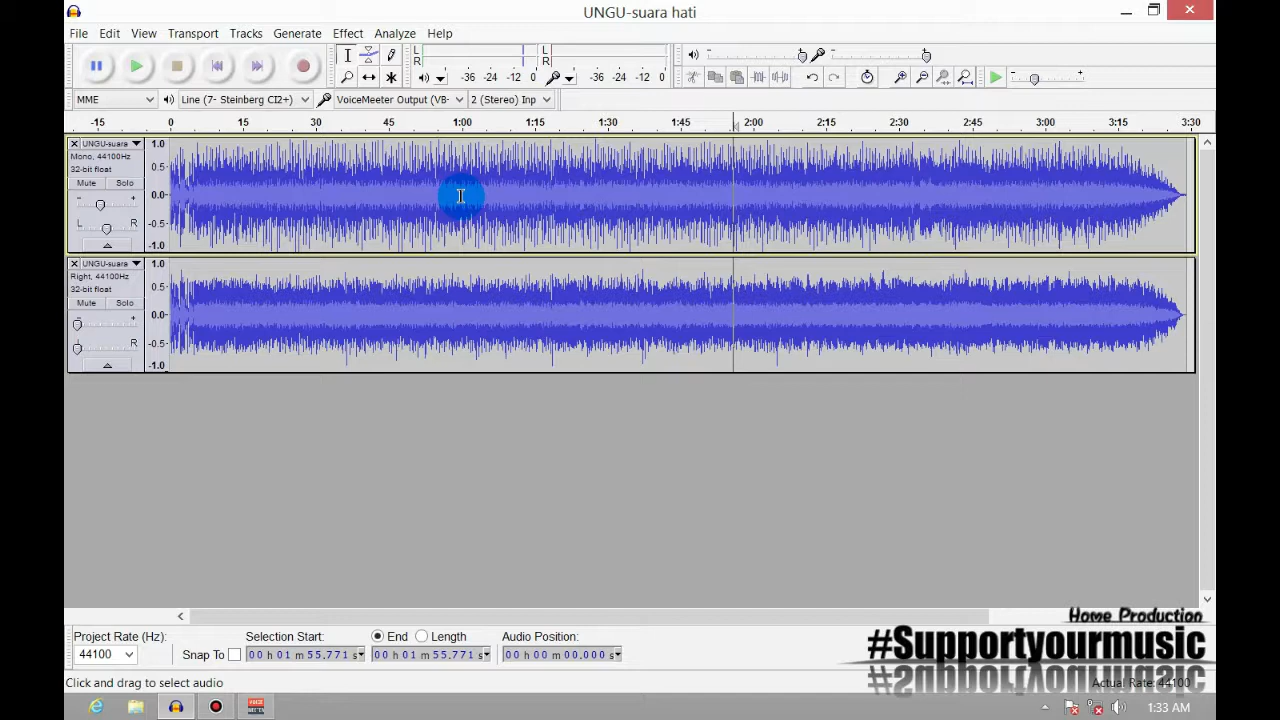 UNGU-suara hati
File Edit View Transport Tracks Generate Effect Analyze Help
L
R
-36 -24 -12 0
L
R
-36 -24 -12 0
MME
Line (7- Steinberg CI2+)
VoiceMeeter Output (VB-
2 (Stereo) Inp
-15 0 15 30 45 1:00 1:15 1:30 1:45 2:00 2:15 2:30 2:45 3:00 3:15 3:30
UNGU-suara
Mono, 44100Hz
32-bit float
Mute Solo
- +
L R
1.0
0.5
0.0-
-0.5-
-1.0
UNGU-suara
Right, 44100Hz
32-bit float
Mute Solo
- +
L R
1.0
0.5
0.0-
-0.5-
-1.0
Project Rate (Hz):
44100
Snap To
Selection Start:
00 h 01 m 55.771 s
End Length
00 h 01 m 55.771 s
Audio Position:
00 h 00 m 00.000 s
Home Production
#Supportyourmusic
Click and drag to select audio
Actual Rate: 44100
1:33 AM